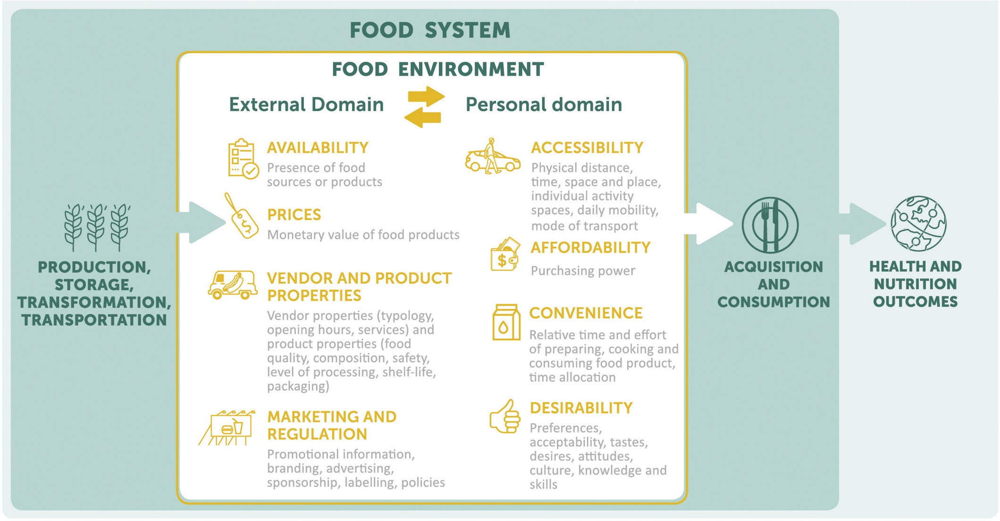 FOOD SYSTEM
FOOD ENVIRONMENT
External Domain
Personal domain
AVAILABILITY
Presence of food
sources or products
PRICES
Monetary value of food products
VENDOR AND PRODUCT
PROPERTIES
Vendor properties (typology,
opening hours, services) and
product properties (food
quality, composition, safety,
level of processing, shelf-life,
packaging)
MARKETING AND
REGULATION
Promotional information,
branding, advertising,
sponsorship, labelling, policies
ACCESSIBILITY
Physical distance,
time, space and place,
individual activity
spaces, daily mobility,
mode of transport
AFFORDABILITY
Purchasing power
CONVENIENCE
Relative time and effort
of preparing, cooking and
consuming food product,
time allocation
DESIRABILITY
Preferences,
acceptability, tastes,
desires, attitudes,
culture, knowledge and
skills
PRODUCTION,
STORAGE,
TRANSFORMATION,
TRANSPORTATION
ACQUISITION
AND
CONSUMPTION
HEALTH AND
NUTRITION
OUTCOMES
$
$